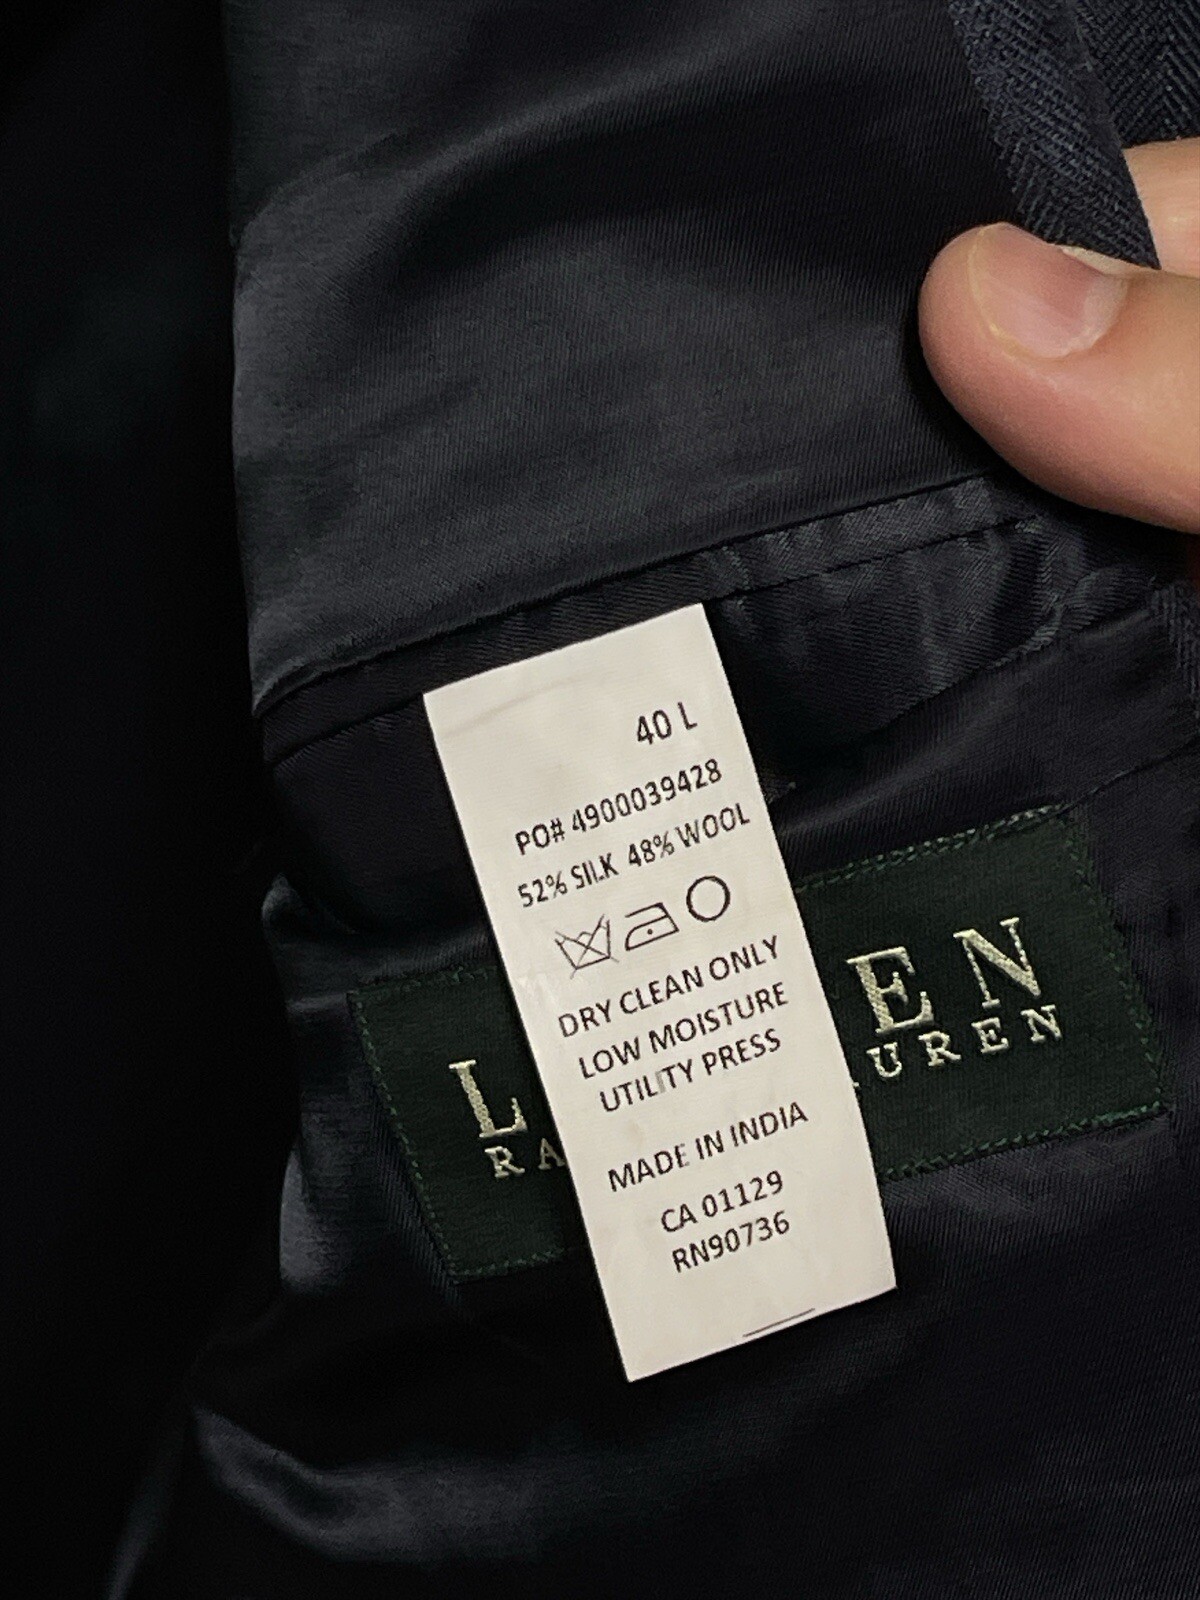 40 L
PO# 4900039428
52% SILK 48% WOOL
DRY CLEAN ONLY
LOW MOISTURE
UTILITY PRESS
MADE IN INDIA
CA 01129
RN90736
L EN
RA UREN